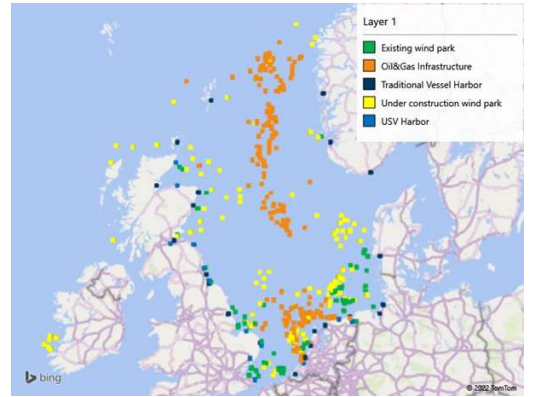 Layer 1
Existing wind park
Oil&Gas Infrastructure
Traditional Vessel Harbor
Under construction wind park
USV Harbor
bing
© 2022 TomTom